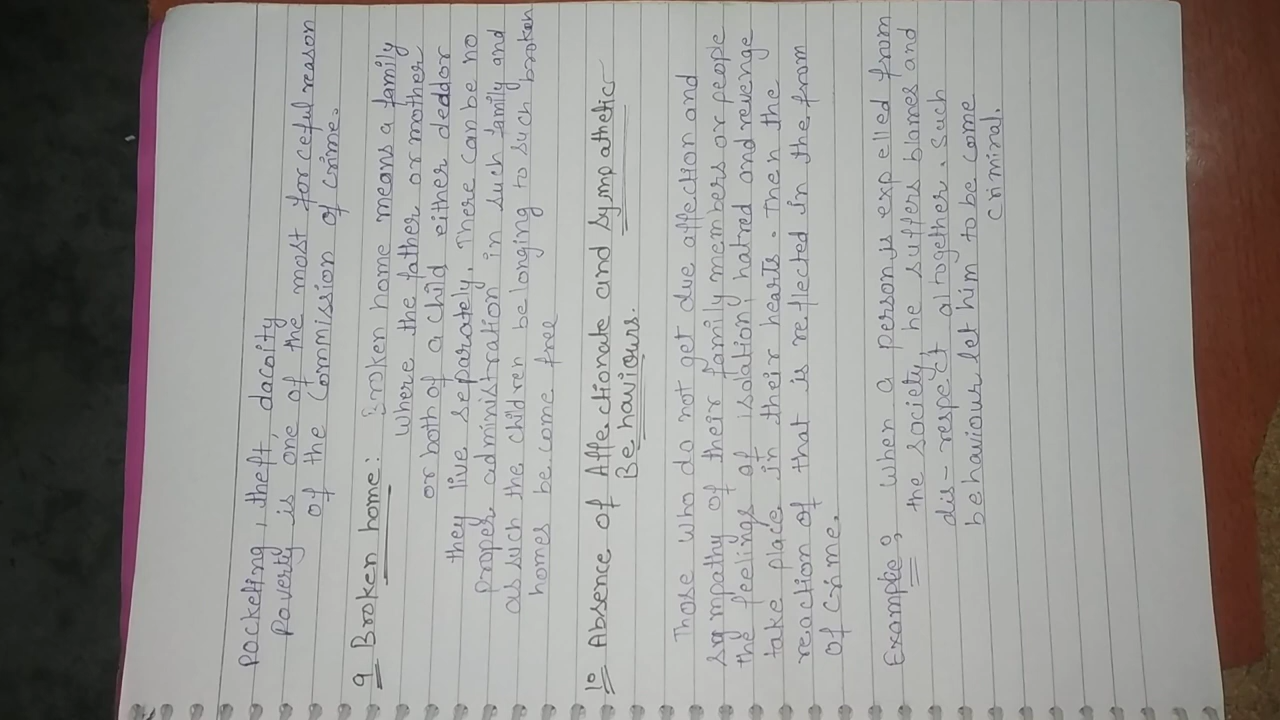 Pocketing, theft, dacoity
Poverty is one of the most forceful reason
of the Commission of crime.
9 Broken home: Broken home means a family
where the father or mother
or both of a child either deddor
they live separately. There can be no
proper administration in such family and
as such the children belonging to such broken
homes be come free
10 Absence of Affectionate and Sympathetic
Behaviours.
Those who do not get due affection and
sympathy of their family members or people
the feelings of isolation, hatred and revenge
take place in their hearts. Then the
reaction of that is reflected in the from
of crime.
Example; when a person is expelled from
the society, he suffers blames and
dis-respect altogether. Such
behaviour let him to be come
criminal.